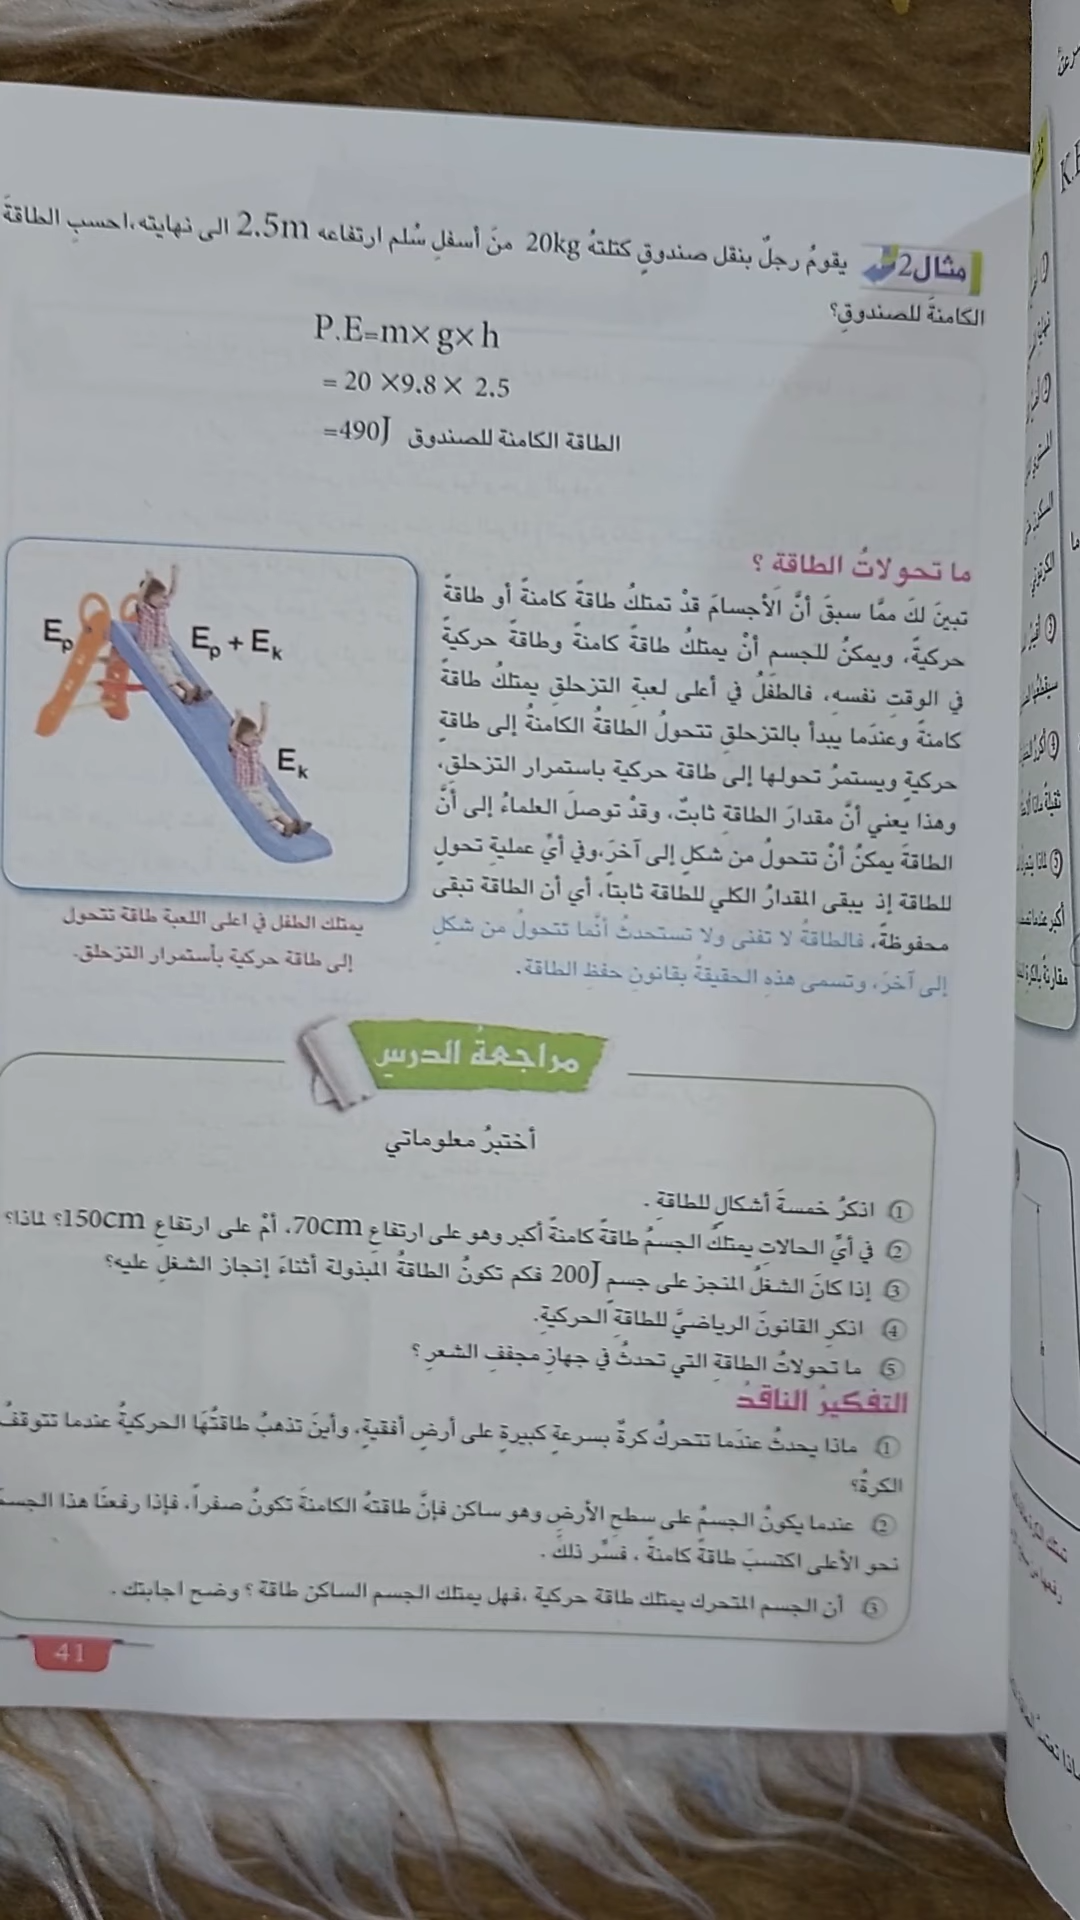 مثال2 يقومُ رجلٌ بنقل صندوقٍ كتلتهُ 20kg منَ أسفلِ سُلم ارتفاعه 2.5m الى نهايته،احسبِ الطاقةَ
الكامنةَ للصندوقِ؟
P.E=m× g× h
= 20 ×9.8 × 2.5
=490J الطاقة الكامنة للصندوق
ما تحولاتُ الطاقة ؟
تبينَ لكَ ممَّا سبقَ أنَّ الأجسامَ قدْ تمتلكُ طاقةً كامنةً أو طاقةً
حركيةً، ويمكنُ للجسم أنْ يمتلكُ طاقةً كامنةً وطاقةً حركيةً
في الوقتِ نفسهِ، فالطفلُ في أعلى لعبةِ التزحلقِ يمتلكُ طاقةً
كامنةً وعندَما يبدأ بالتزحلقِ تتحولُ الطاقةُ الكامنةُ إلى طاقةٍ
حركيةٍ ويستمرُ تحولها إلى طاقة حركية باستمرار التزحلق،
وهذا يعني أنَّ مقدارَ الطاقةِ ثابتٌ، وقدْ توصلَ العلماءُ إلى أنَّ
الطاقةَ يمكنُ أنْ تتحولُ من شكلٍ إلى آخرَ،وفي أيِّ عمليةِ تحولٍ
للطاقة إذ يبقى المقدارُ الكلي للطاقة ثابتاً، أي أن الطاقة تبقى
محفوظةً، فالطاقةُ لا تفنى ولا تستحدثُ انَّما تتحولُ من شكلٍ
إلى آخرَ، وتسمى هذهِ الحقيقةُ بقانونِ حفظِ الطاقة.
Ep
Ep + Ek
Ek
يمتلك الطفل في اعلى اللعبة طاقة تتحول
إلى طاقة حركية بأستمرار التزحلق.
مراجعةُ الدرسِ
أختبرُ معلوماتي
① اذكرُ خمسةَ أشكالٍ للطاقةِ .
② في أيِّ الحالاتِ يمتلكُ الجسمُ طاقةً كامنةً أكبر وهو على ارتفاعِ 70cm، أمْ على ارتفاعِ 150cm؟ لماذا؟
③ إذا كانَ الشغلُ المنجز على جسمٍ 200J فكم تكونُ الطاقةُ المبذولة أثناءَ إنجاز الشغلِ عليه؟
④ اذكرِ القانونَ الرياضيَّ للطاقة الحركيةِ.
⑤ ما تحولاتُ الطاقةِ التي تحدثُ في جهازِ مجففِ الشعرِ؟
التفكيرُ الناقدُ
① ماذا يحدثُ عندَما تتحركُ كرةٌ بسرعةٍ كبيرةٍ على أرضٍ أفقيةٍ، وأينَ تذهبُ طاقتُهَا الحركيةُ عندما تتوقفُ
الكرةُ؟
② عندما يكونُ الجسمُ على سطحِ الأرضِ وهو ساكن فإنَّ طاقتهُ الكامنةَ تكونُ صفراً، فإذا رفعنَا هذا الجسمَ
نحو الأعلى اكتسبَ طاقةً كامنةً ، فسِّر ذلكَ .
③ أن الجسم المتحرك يمتلك طاقة حركية ،فهل يمتلك الجسم الساكن طاقة ؟ وضح اجابتك .
41